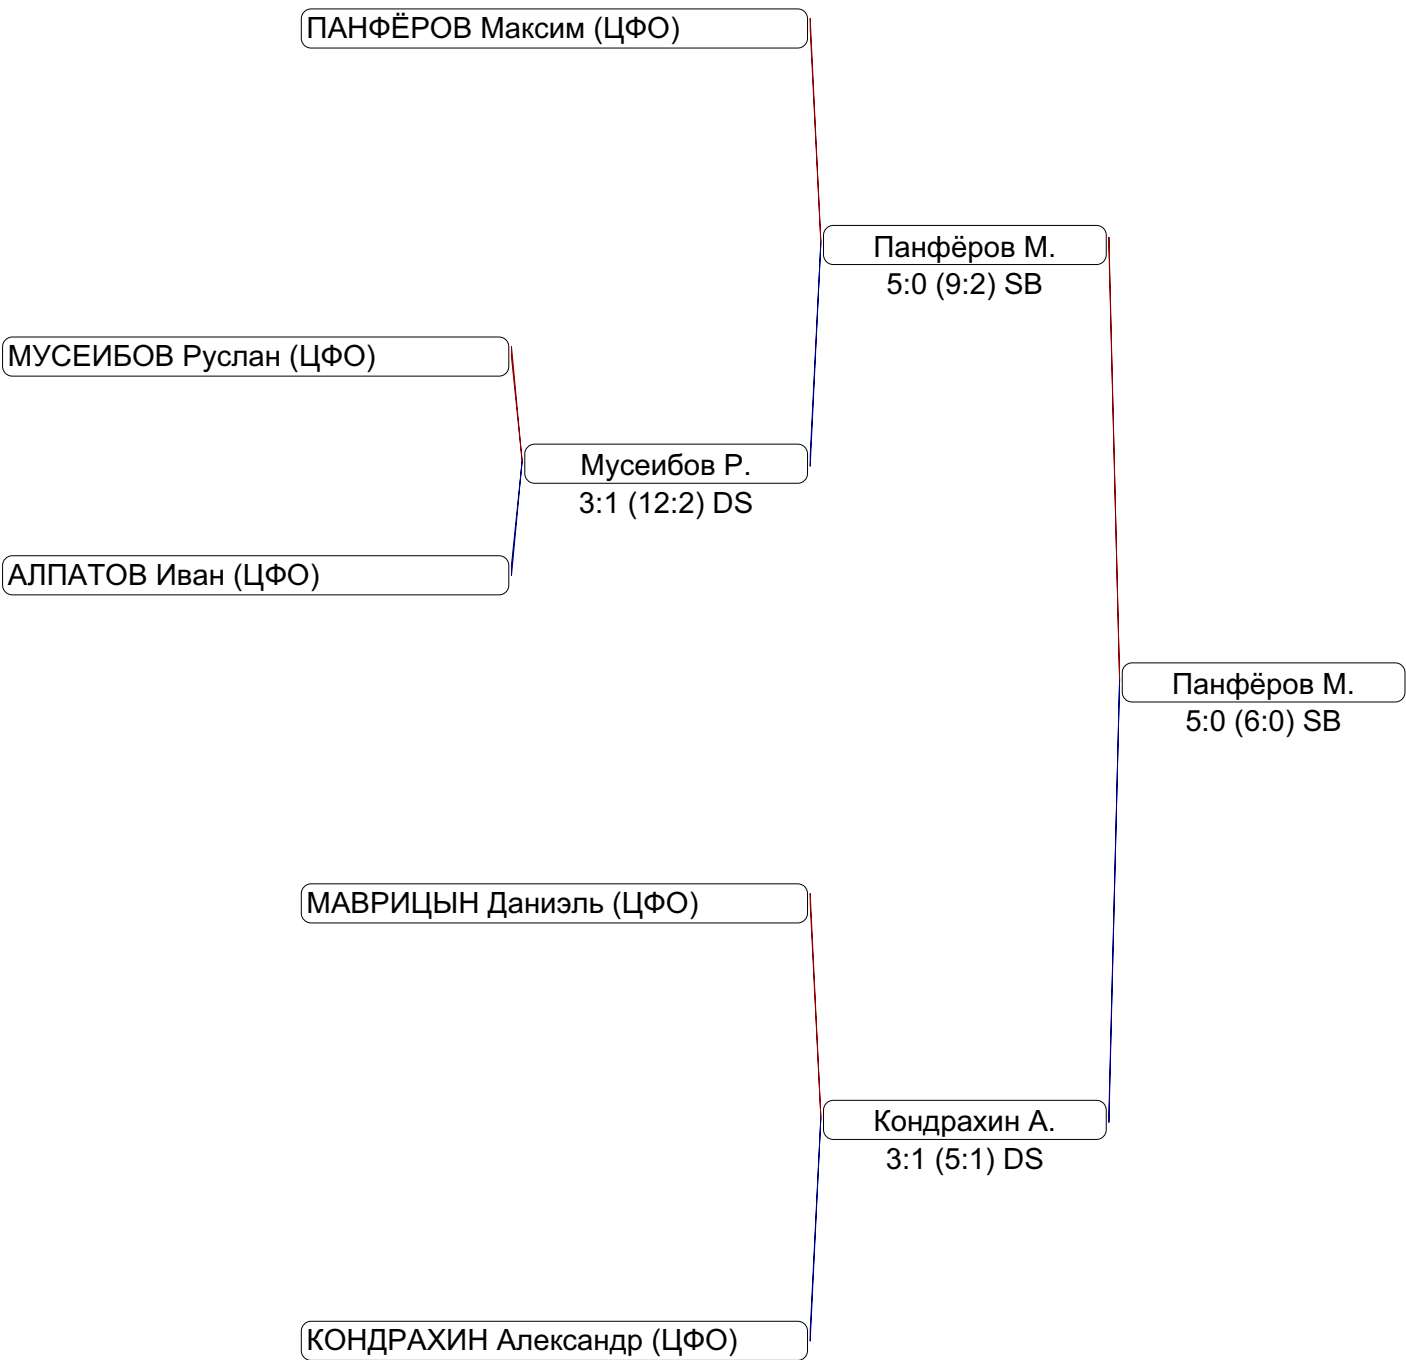 ПАНФЁРОВ Максим (ЦФО)
Панфёров М.
5:0 (9:2) SB
МУСЕИБОВ Руслан (ЦФО)
Мусеибов Р.
3:1 (12:2) DS
АЛПАТОВ Иван (ЦФО)
Панфёров М.
5:0 (6:0) SB
МАВРИЦЫН Даниэль (ЦФО)
Кондрахин А.
3:1 (5:1) DS
КОНДРАХИН Александр (ЦФО)